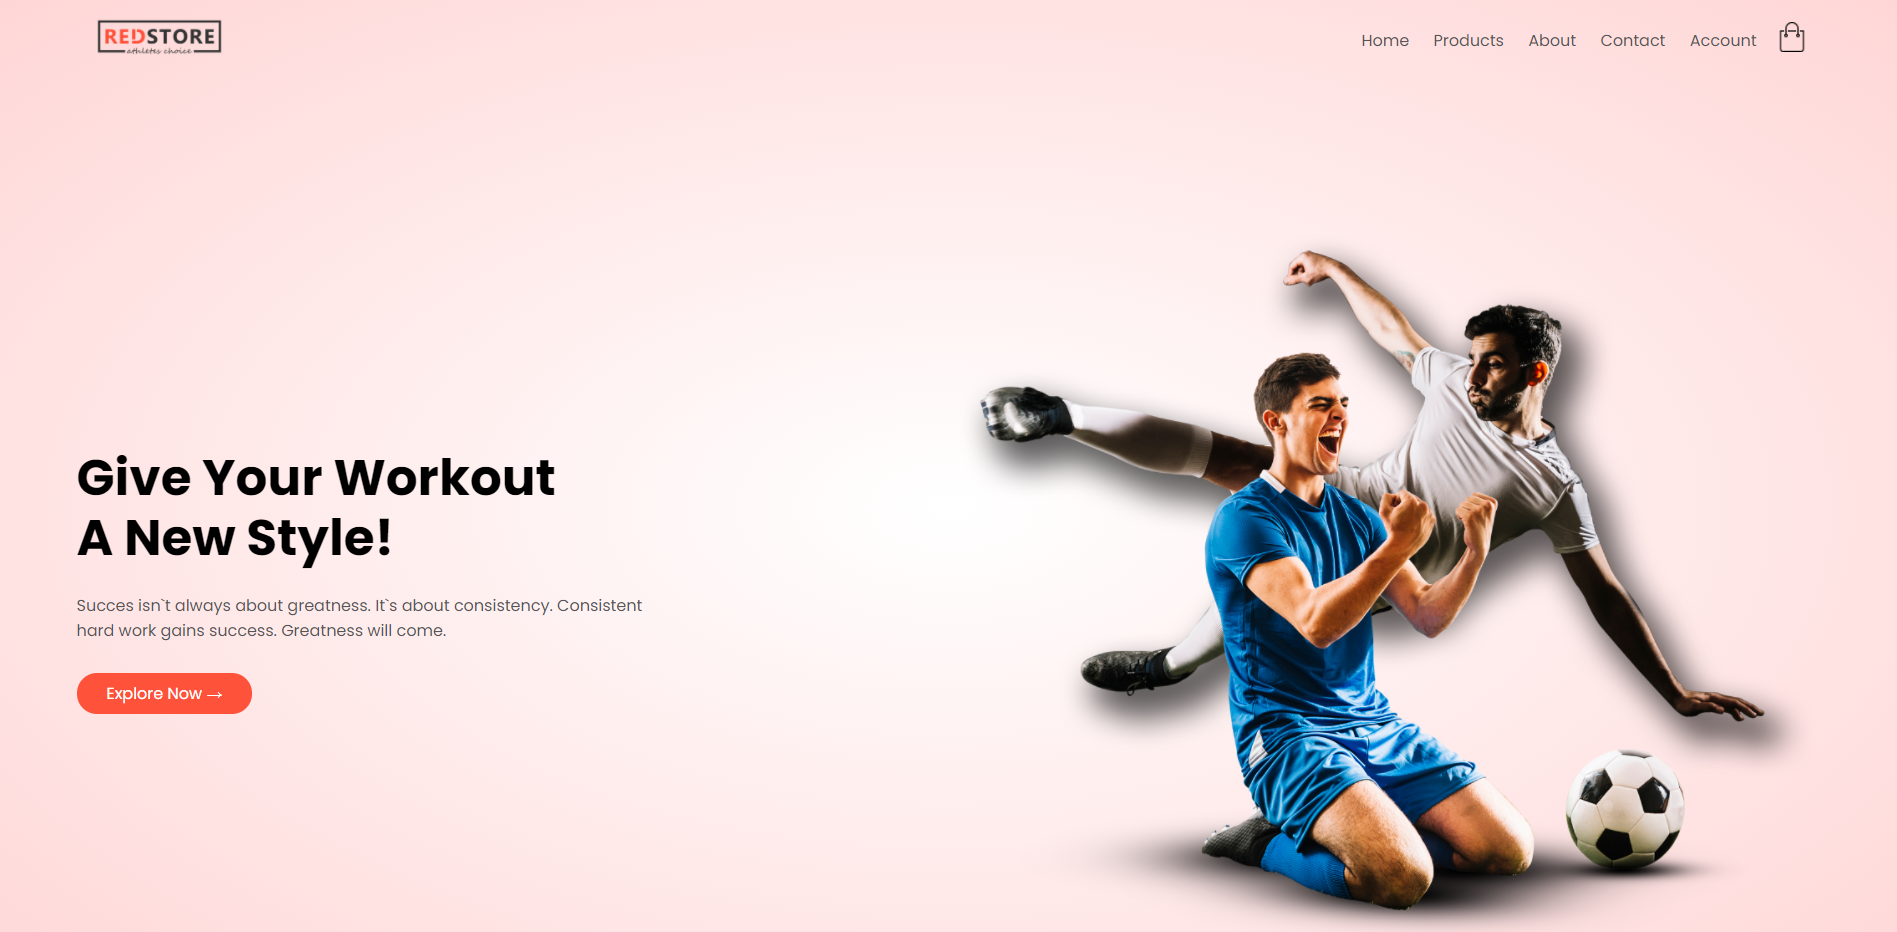 REDSTORE
athletes choice
Home Products About Contact Account
Give Your Workout
A New Style!
Succes isn`t always about greatness. It`s about consistency. Consistent
hard work gains success. Greatness will come.
Explore Now →